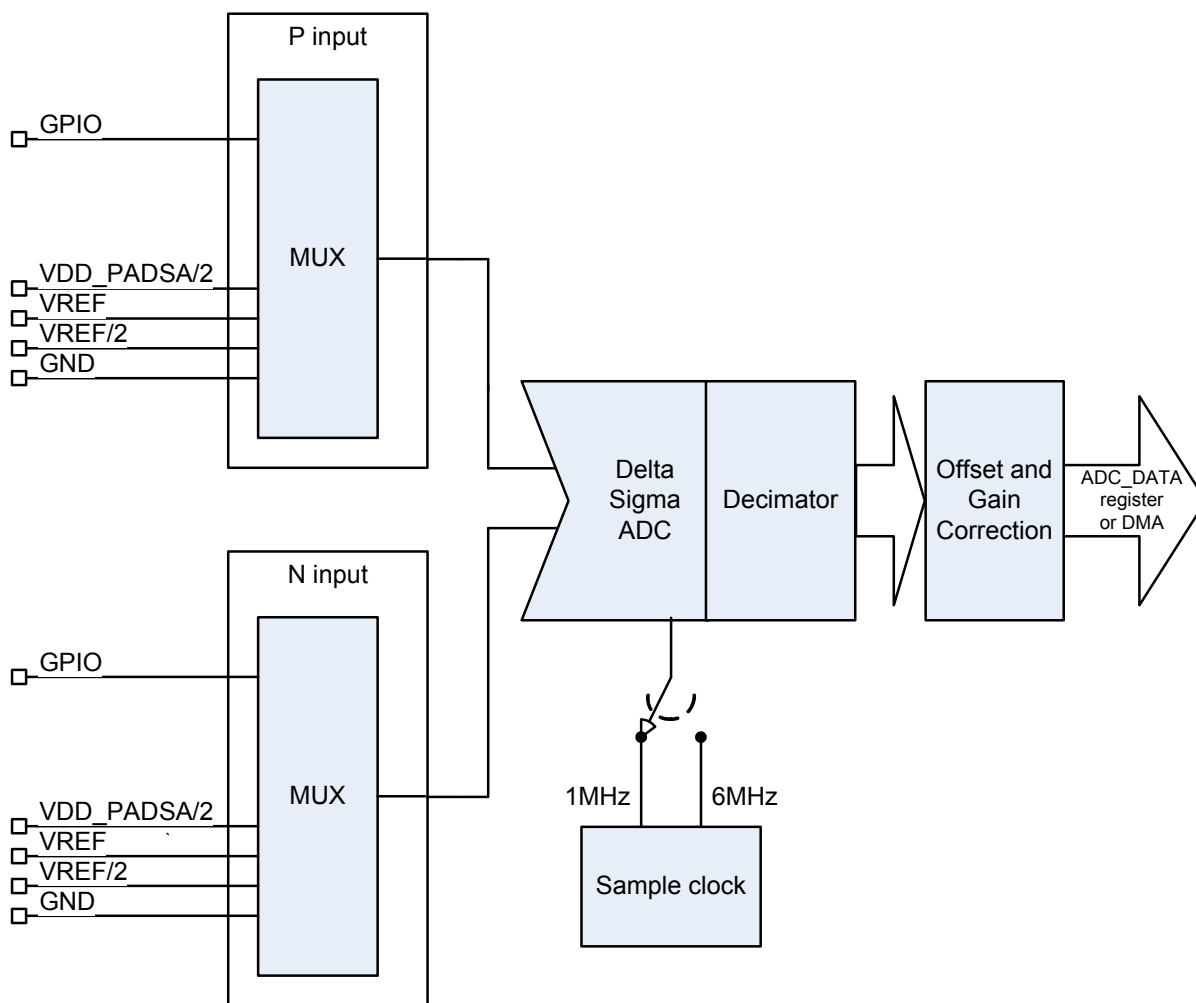 P input
GPIO
MUX
VDD_PADSA/2
VREF
VREF/2
GND
Delta
Sigma
ADC
Decimator
Offset and
Gain
Correction
ADC_DATA
register
or DMA
N input
GPIO
MUX
VDD_PADSA/2
VREF
VREF/2
GND
1MHz
6MHz
Sample clock